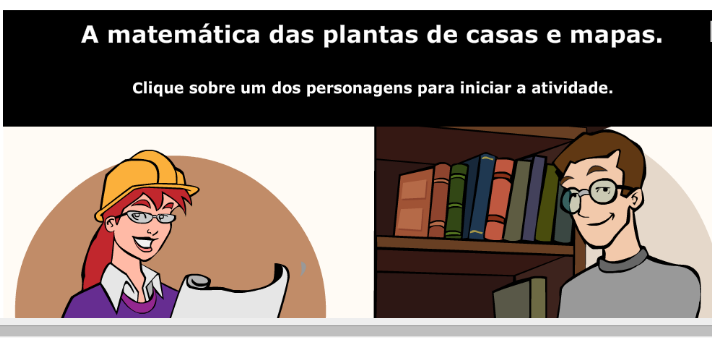 A matemática das plantas de casas e mapas.
Clique sobre um dos personagens para iniciar a atividade.